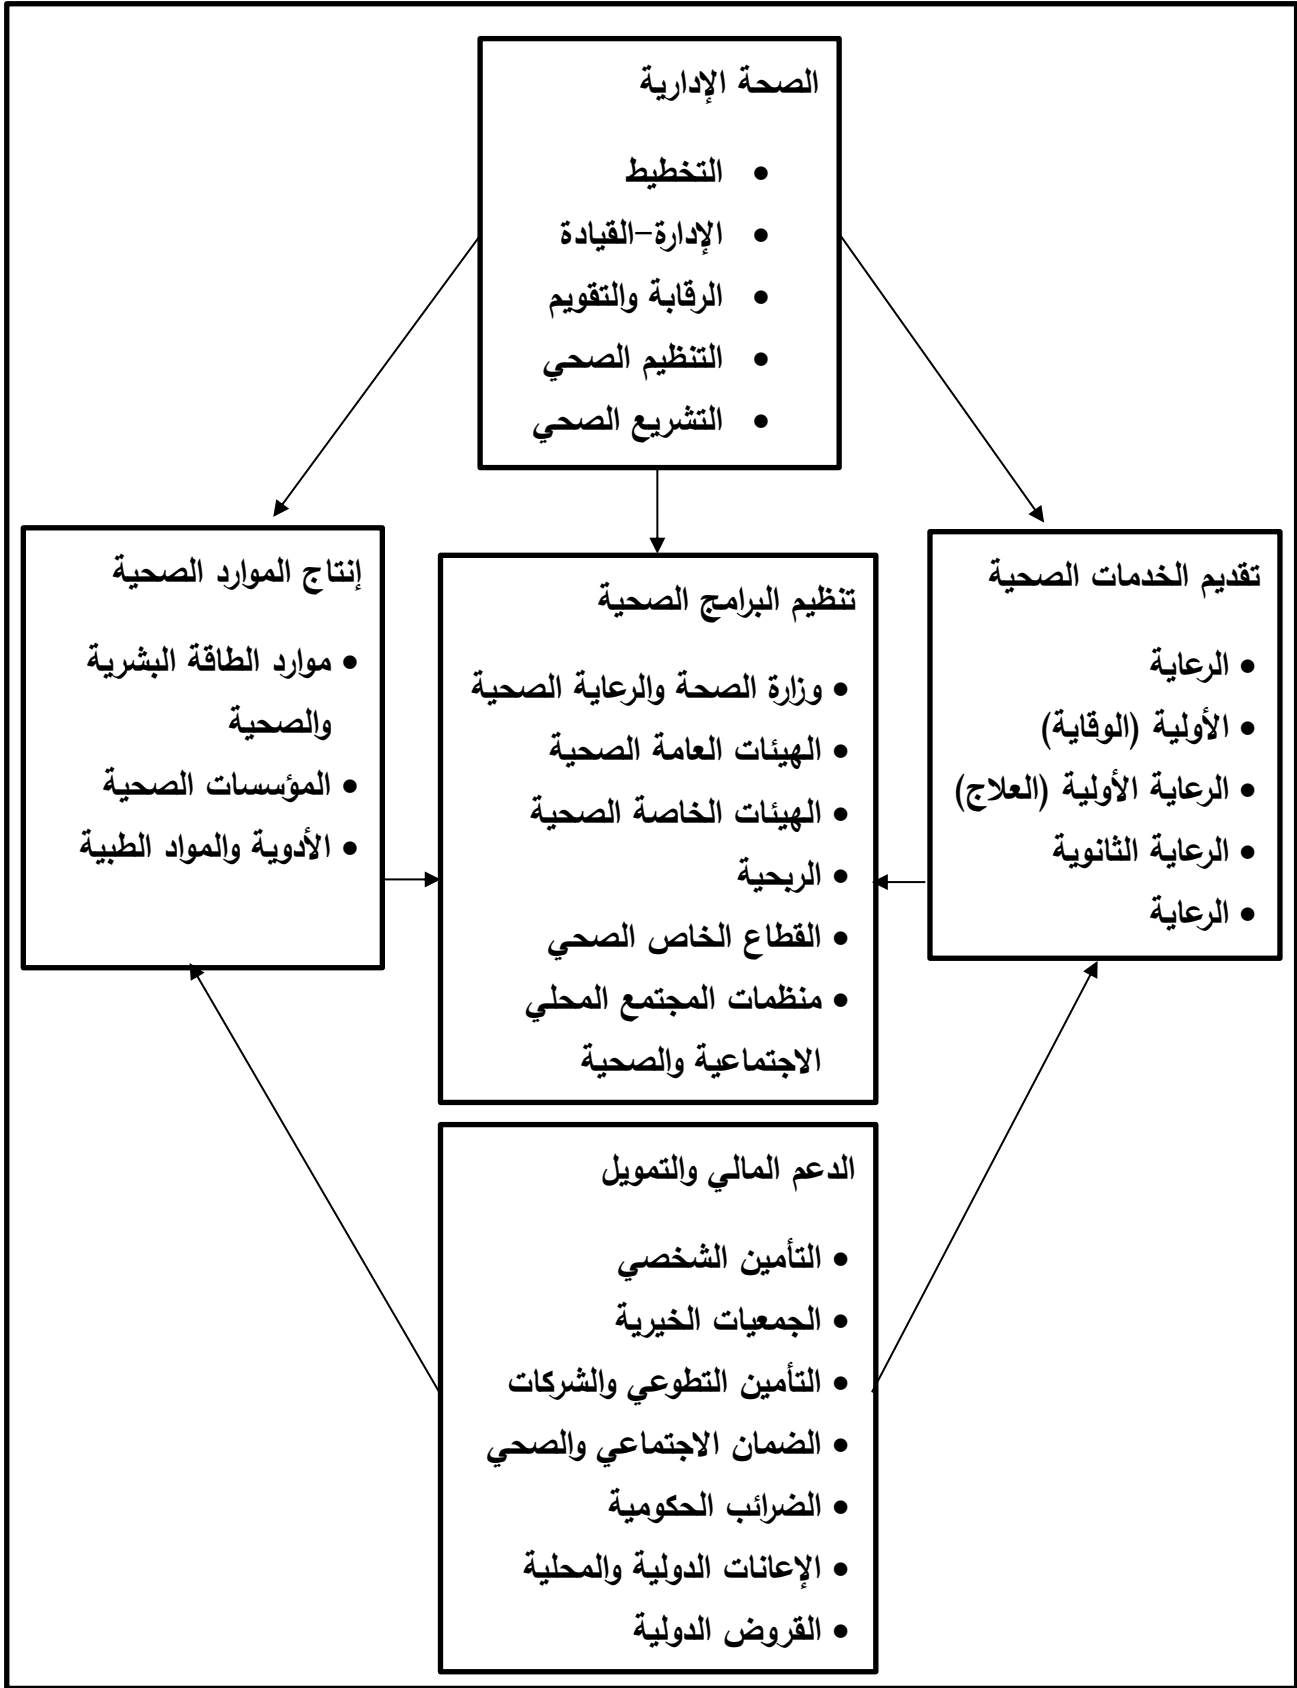 الصحة الإدارية
• التخطيط
• الإدارة-القيادة
• الرقابة والتقويم
• التنظيم الصحي
• التشريع الصحي
تقديم الخدمات الصحية
• الرعاية
• الأولية (الوقاية)
• الرعاية الأولية (العلاج)
• الرعاية الثانوية
• الرعاية
تنظيم البرامج الصحية
• وزارة الصحة والرعاية الصحية
• الهيئات العامة الصحية
• الهيئات الخاصة الصحية
• الربحية
• القطاع الخاص الصحي
• منظمات المجتمع المحلي
الاجتماعية والصحية
إنتاج الموارد الصحية
• موارد الطاقة البشرية
والصحية
• المؤسسات الصحية
• الأدوية والمواد الطبية
الدعم المالي والتمويل
• التأمين الشخصي
• الجمعيات الخيرية
• التأمين التطوعي والشركات
• الضمان الاجتماعي والصحي
• الضرائب الحكومية
• الإعانات الدولية والمحلية
• القروض الدولية